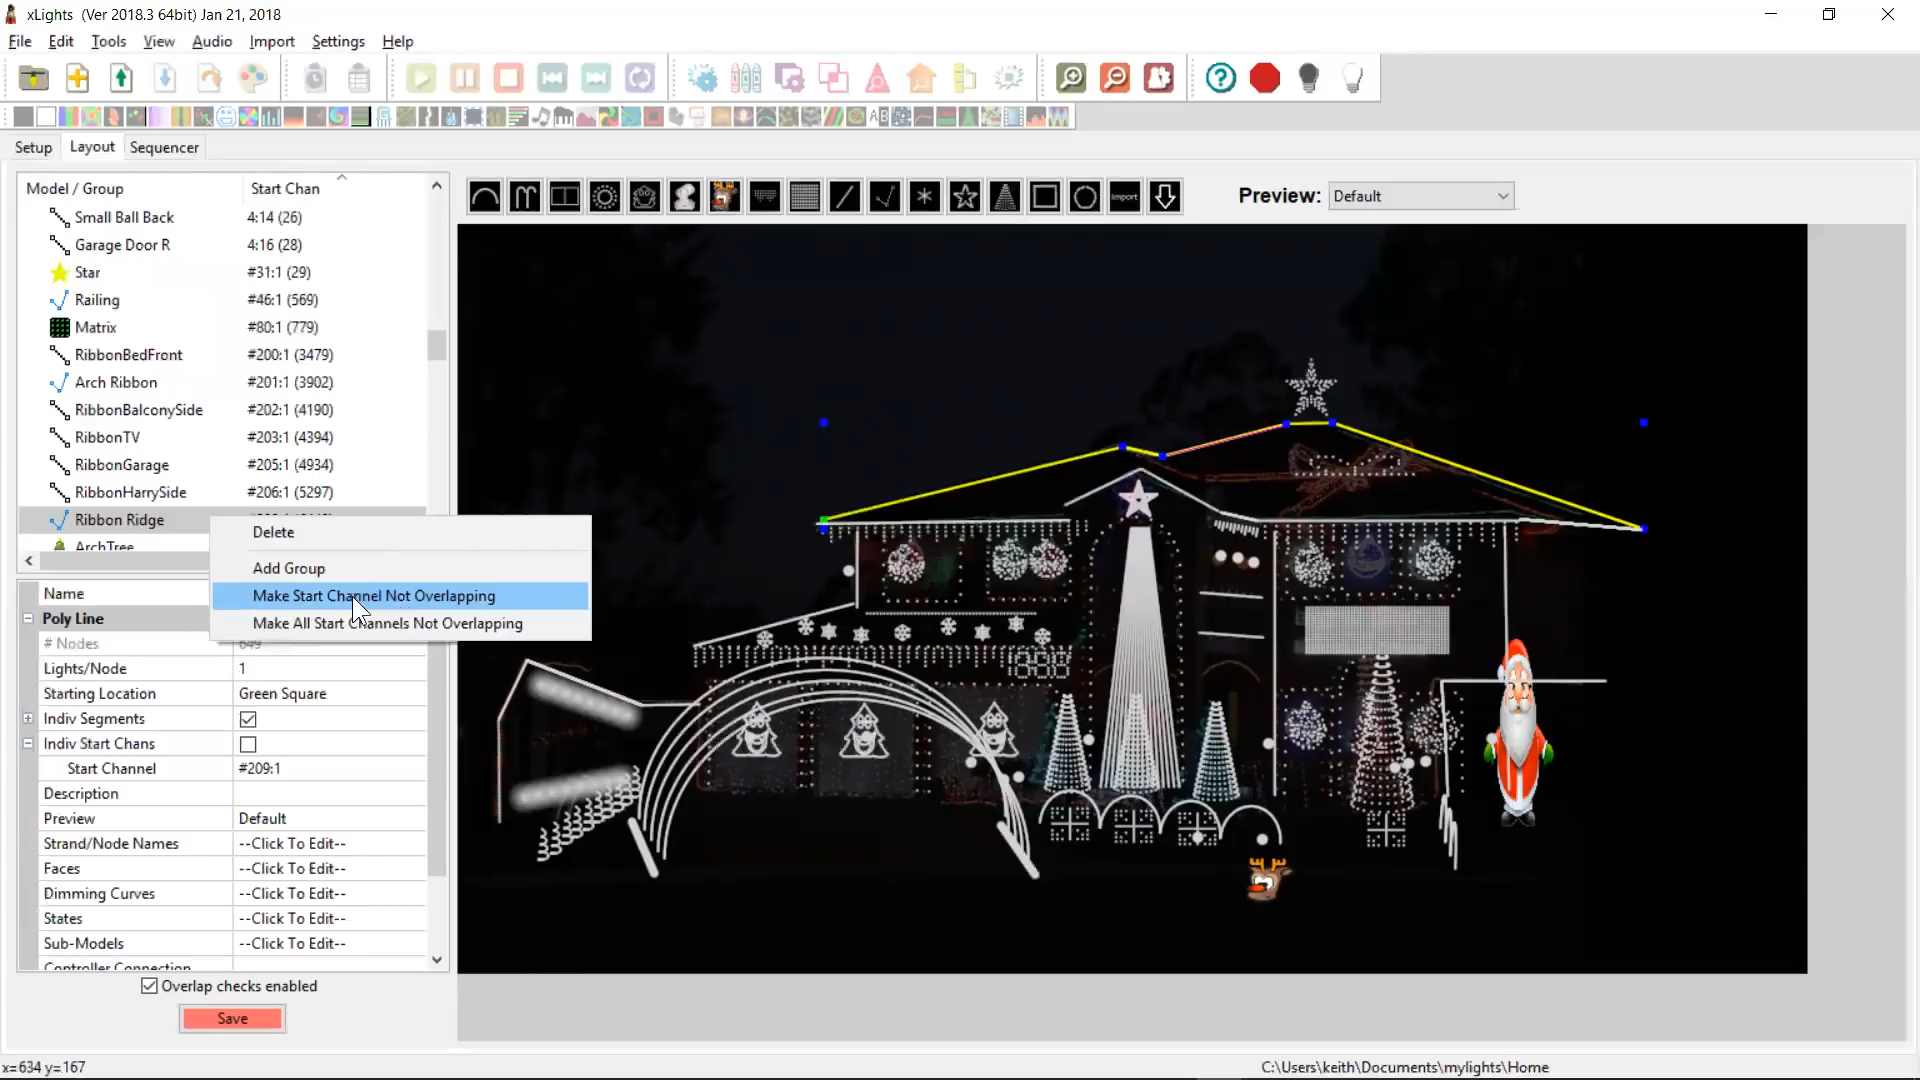 xLights (Ver 2018.3 64bit) Jan 21, 2018
File Edit Tools View Audio Import Settings Help
Setup Layout Sequencer
Model / Group Start Chan
Small Ball Back 4:14 (26)
Garage Door R 4:16 (28)
Star #31:1 (29)
Railing #46:1 (569)
Matrix #80:1 (779)
RibbonBedFront #200:1 (3479)
Arch Ribbon #201:1 (3902)
RibbonBalconySide #202:1 (4190)
RibbonTV #203:1 (4394)
RibbonGarage #205:1 (4934)
RibbonHarrySide #206:1 (5297)
Ribbon Ridge
ArchTree
Import
Preview: Default
Delete
Add Group
Make Start Channel Not Overlapping
Make All Start Channels Not Overlapping
Name
Poly Line
# Nodes 649
Lights/Node 1
Starting Location Green Square
Indiv Segments
Indiv Start Chans
Start Channel #209:1
Description
Preview Default
Strand/Node Names --Click To Edit--
Faces --Click To Edit--
Dimming Curves --Click To Edit--
States --Click To Edit--
Sub-Models --Click To Edit--
Controller Connection
Overlap checks enabled
Save
x=634 y=167 C:\Users\keith\Documents\mylights\Home